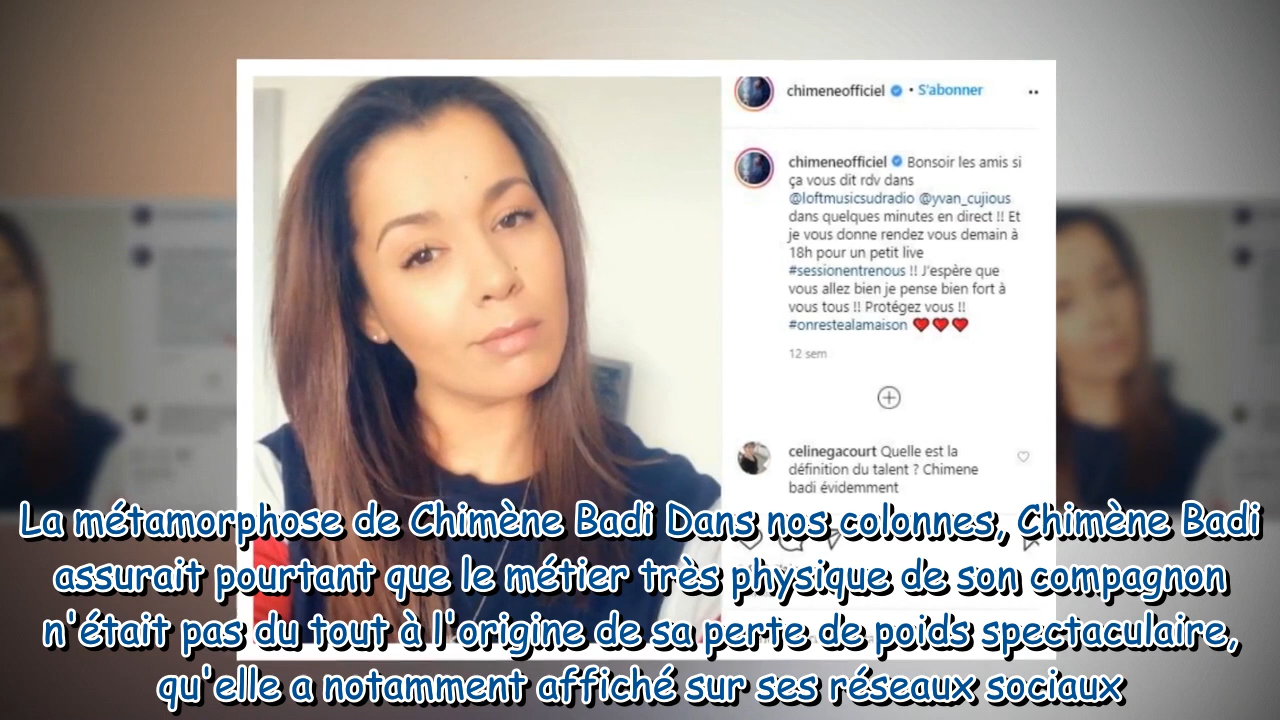 chimeneofficiel • S'abonner
chimeneofficiel Bonsoir les amis si
ça vous dit rdv dans
@loftmusicsudradio @yvan_cujious
dans quelques minutes en direct !! Et
je vous donne rendez vous demain à
18h pour un petit live
#sessionentrenous !! J'espère que
vous allez bien je pense bien fort à
vous tous !! Protégez vous !!
#onrestealamaison ❤️❤️❤️
12 sem
celinegacourt Quelle est la
définition du talent ? Chimene
badi évidemment
La métamorphose de Chimène Badi Dans nos colonnes, Chimène Badi
assurait pourtant que le métier très physique de son compagnon
n'était pas du tout à l'origine de sa perte de poids spectaculaire,
qu'elle a notamment affiché sur ses réseaux sociaux